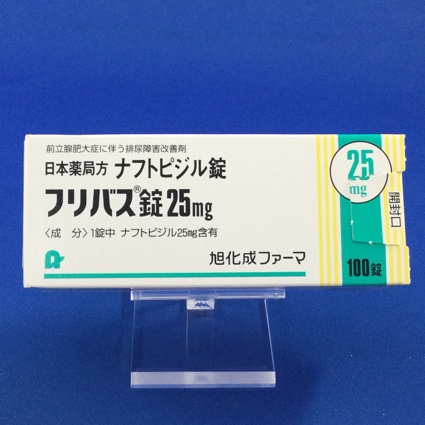 前立腺肥大症に伴う排尿障害改善剤
日本薬局方 ナフトピジル錠
フリバス®錠25mg
〈成 分〉1錠中 ナフトピジル25mg含有
旭化成ファーマ
25
mg
開封口
100錠